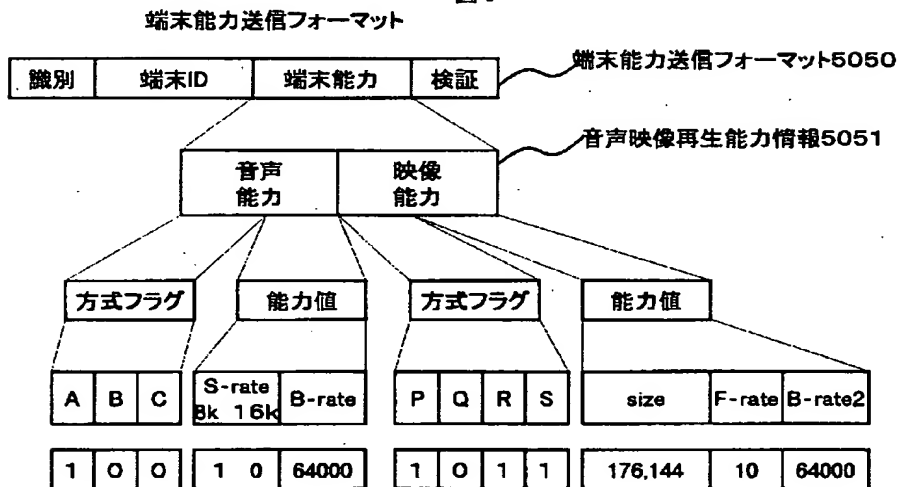 端末能力送信フォーマット
識別 端末ID 端末能力 検証
端末能力送信フォーマット5050
音声映像再生能力情報5051
音声
能力
映像
能力
方式フラグ 能力値 方式フラグ 能力値
A B C S-rate
8k 16k B-rate P Q R S size F-rate B-rate2
1 0 0 1 0 64000 1 0 1 1 176,144 10 64000